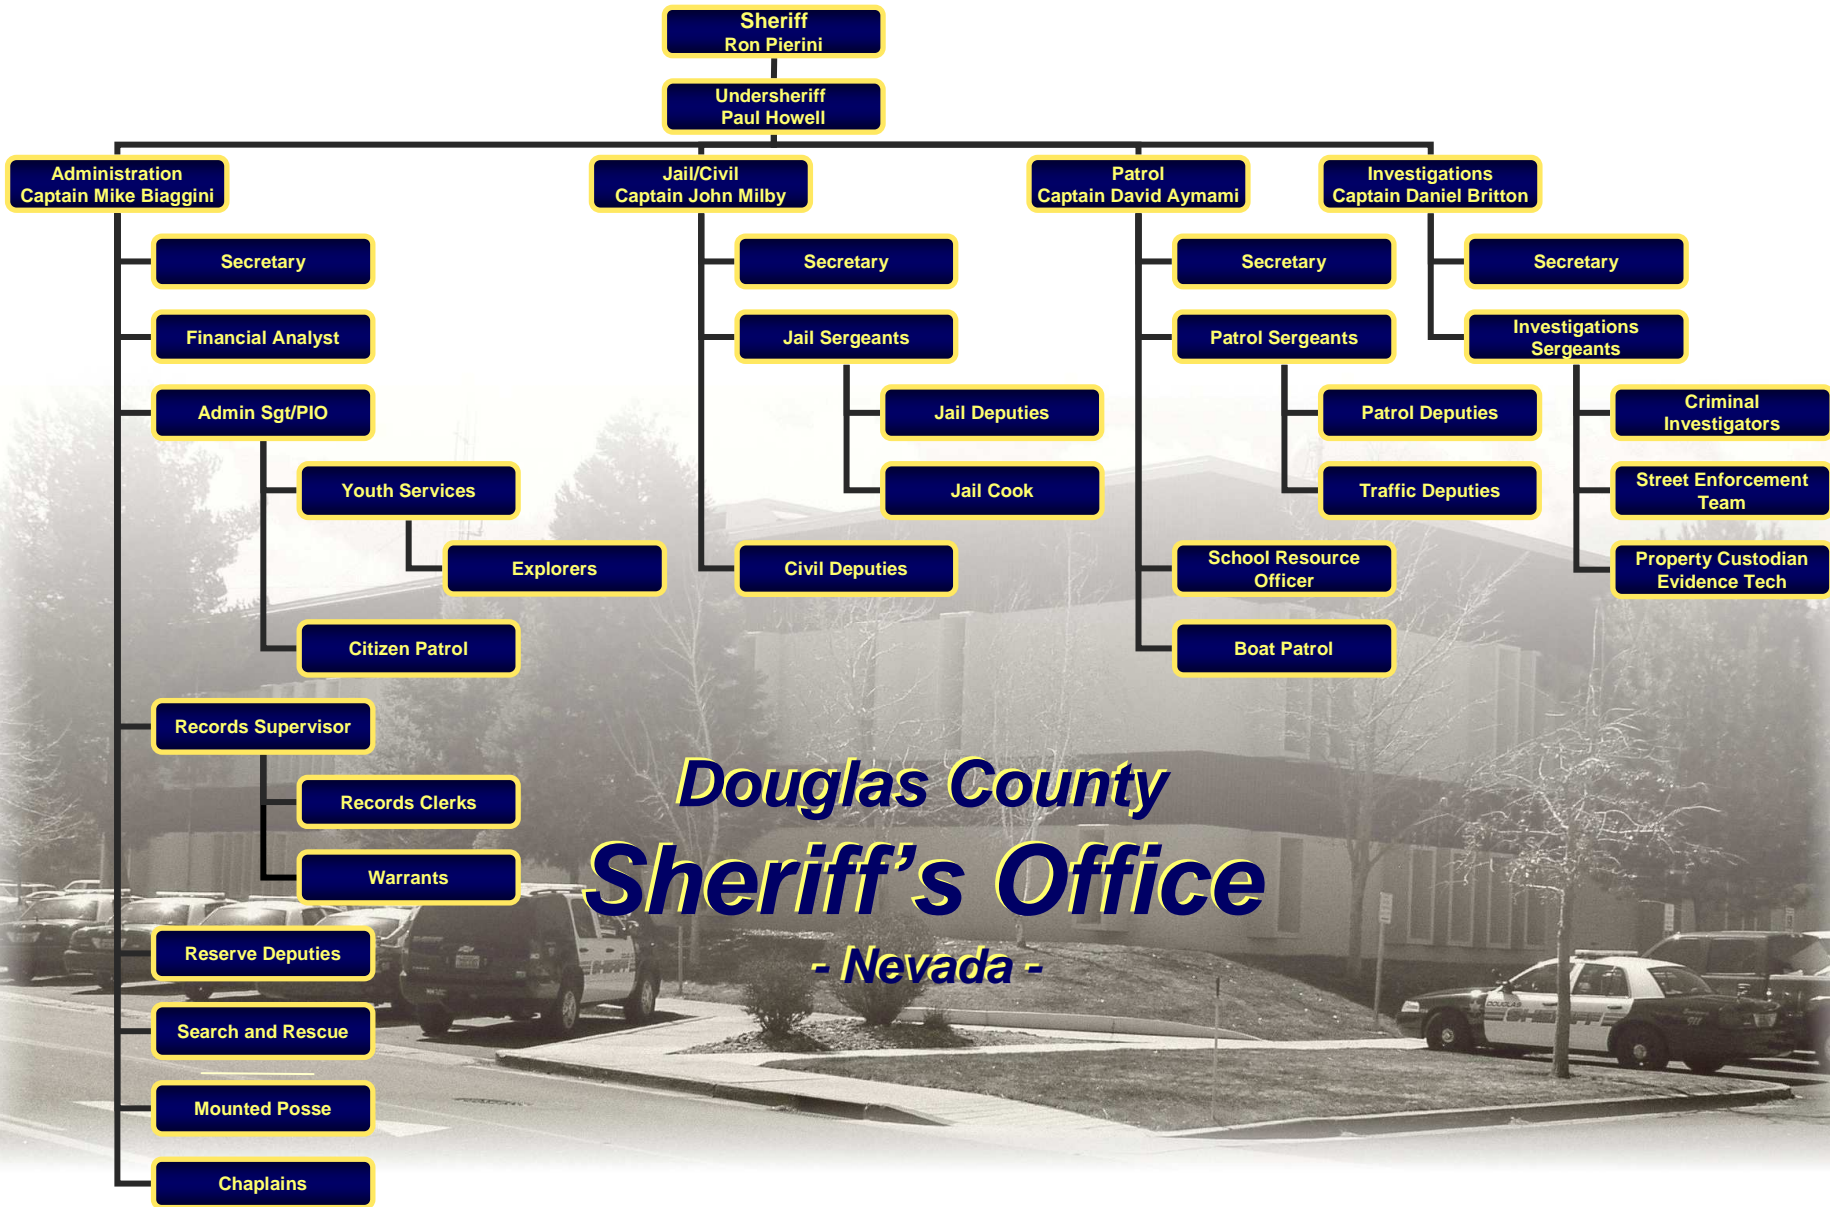 Sheriff
Ron Pierini
Undersheriff
Paul Howell
Administration
Captain Mike Biaggini
Jail/Civil
Captain John Milby
Patrol
Captain David Aymami
Investigations
Captain Daniel Britton
Secretary
Financial Analyst
Admin Sgt/PIO
Youth Services
Explorers
Citizen Patrol
Records Supervisor
Records Clerks
Warrants
Reserve Deputies
Search and Rescue
Mounted Posse
Chaplains
Secretary
Jail Sergeants
Jail Deputies
Jail Cook
Civil Deputies
Secretary
Patrol Sergeants
Patrol Deputies
Traffic Deputies
School Resource
Officer
Boat Patrol
Secretary
Investigations
Sergeants
Criminal
Investigators
Street Enforcement
Team
Property Custodian
Evidence Tech
Douglas County
Sheriff’s Office
- Nevada -
DOUGLAS
SHERIFF